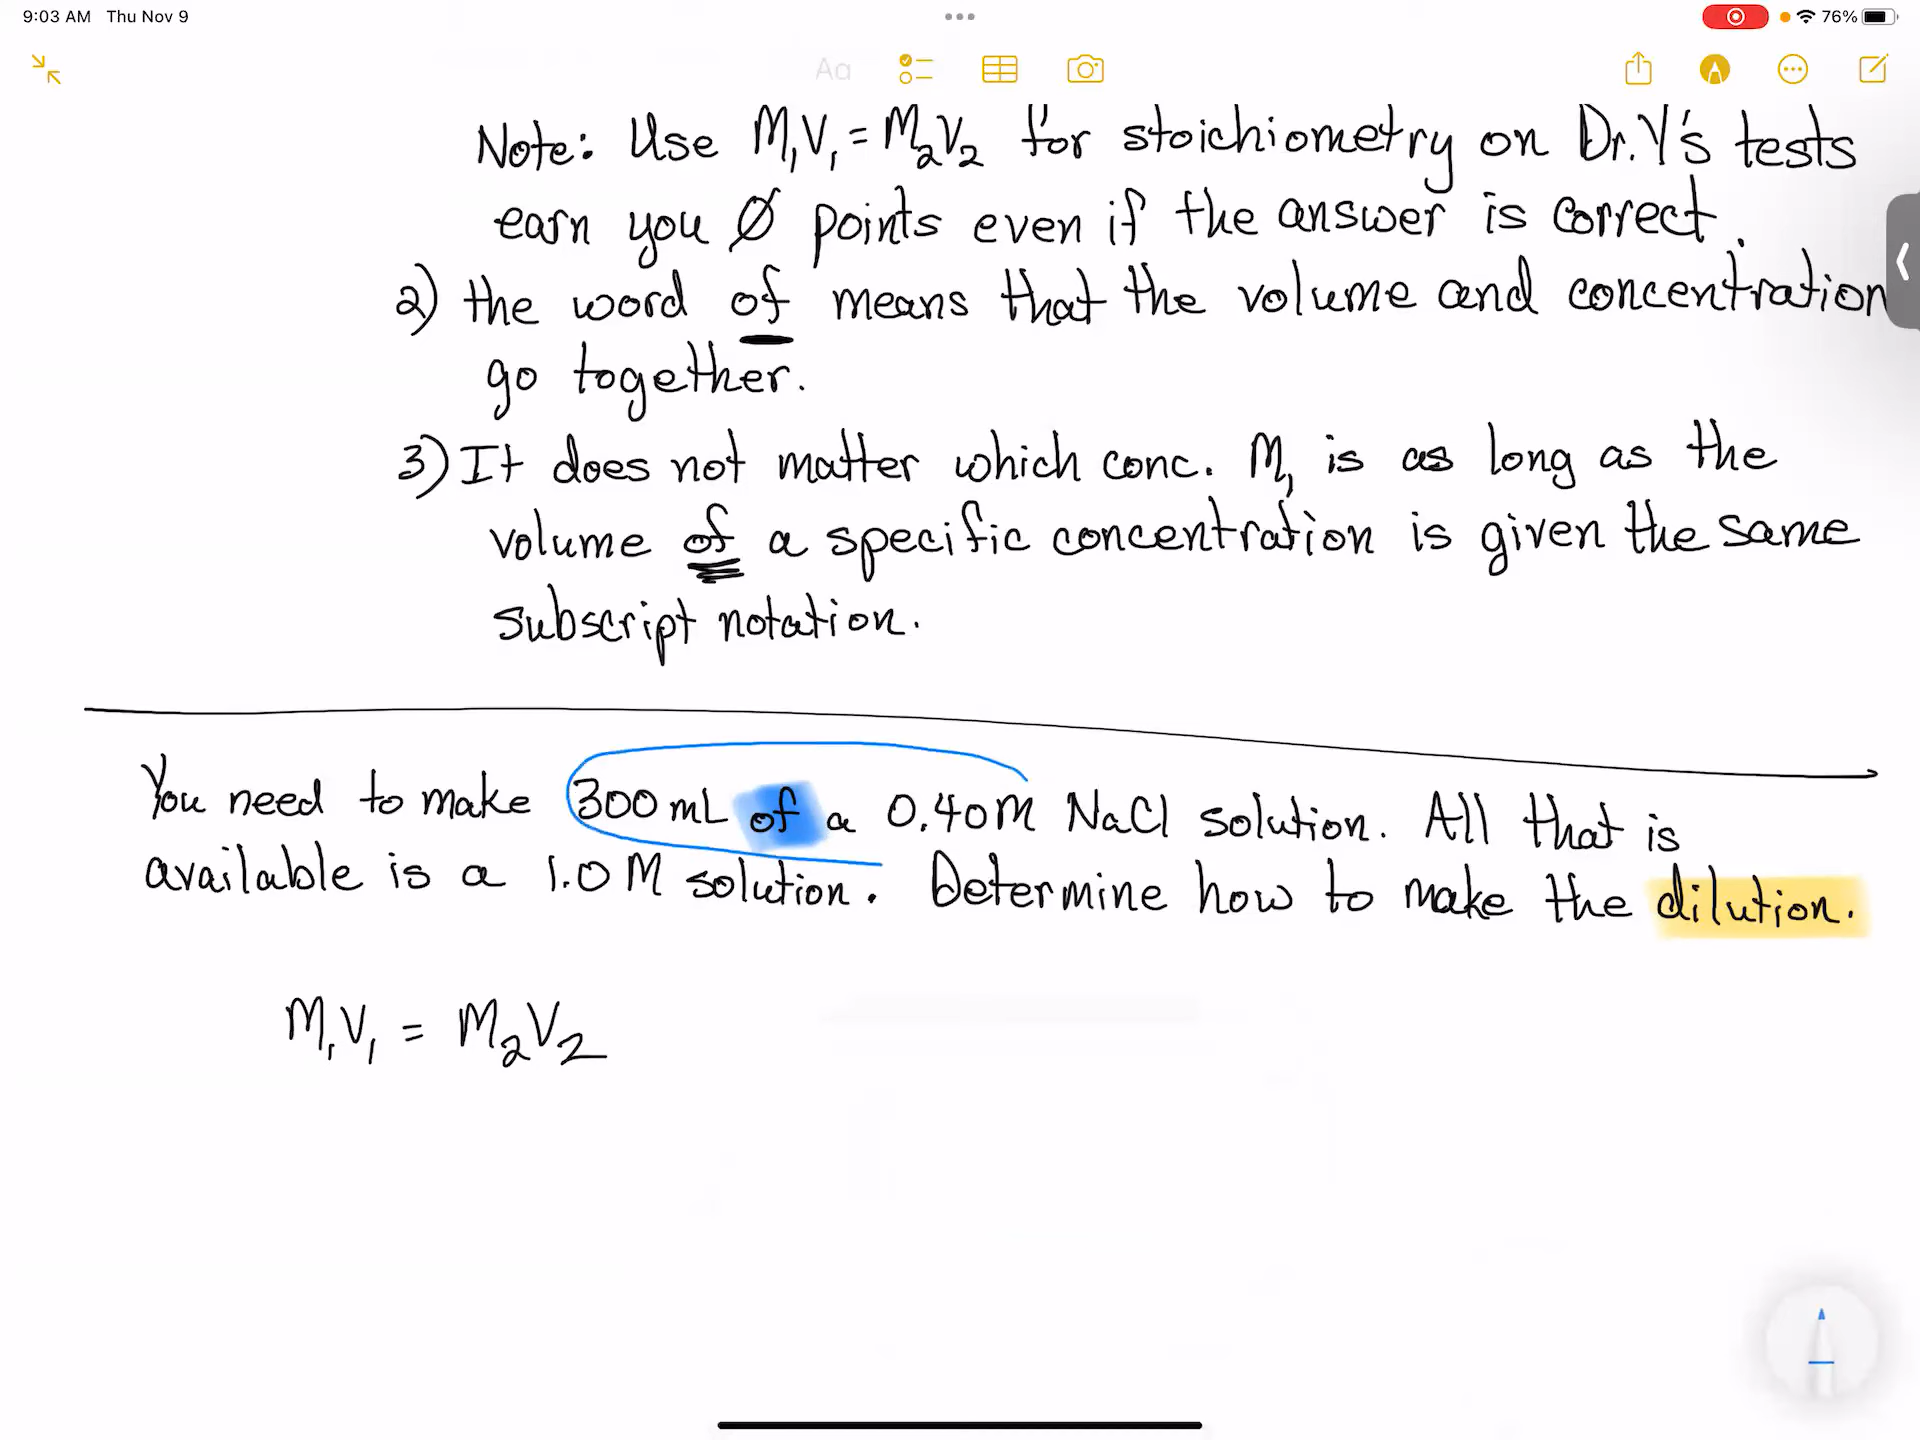 9:03 AM Thu Nov 9
76%
Aa
Note: Use M₁V₁ = M₂V₂ for stoichiometry on Dr. Y's tests
earn you Ø points even if the answer is correct.
2) the word of means that the volume and concentration
go together.
3) It does not matter which conc. M₁ is as long as the
volume of a specific concentration is given the same
subscript notation.
You need to make 300 mL of a 0.40M NaCl solution. All that is
available is a 1.0 M solution. Determine how to make the dilution.
M₁V₁ = M₂V₂